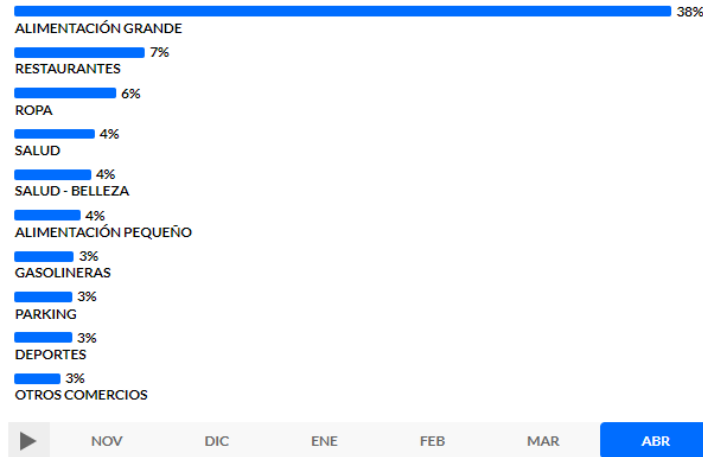 38%
ALIMENTACIÓN GRANDE
7%
RESTAURANTES
6%
ROPA
4%
SALUD
4%
SALUD - BELLEZA
4%
ALIMENTACIÓN PEQUEÑO
3%
GASOLINERAS
3%
PARKING
3%
DEPORTES
3%
OTROS COMERCIOS
NOV DIC ENE FEB MAR ABR